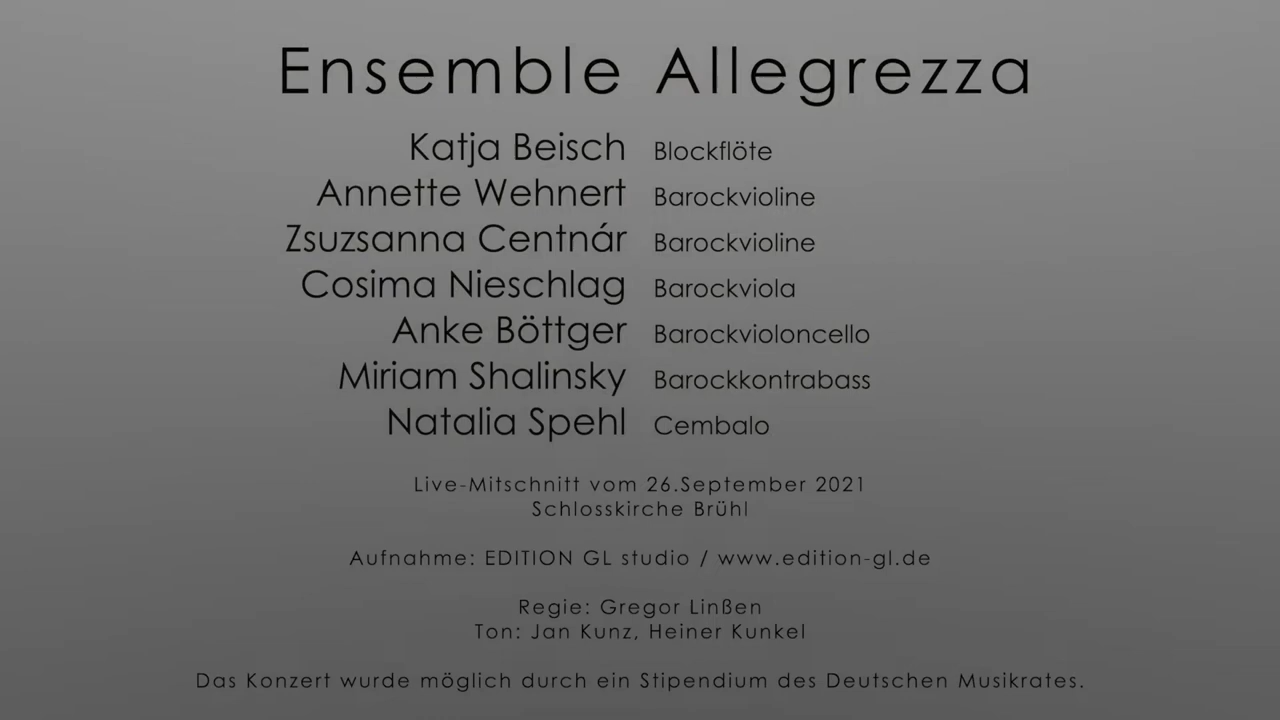 Ensemble Allegrezza
Katja Beisch Blockflöte
Annette Wehnert Barockvioline
Zsuzsanna Centnár Barockvioline
Cosima Nieschlag Barockviola
Anke Böttger Barockvioloncello
Miriam Shalinsky Barockkontrabass
Natalia Spehl Cembalo
Live-Mitschnitt vom 26.September 2021
Schlosskirche Brühl
Aufnahme: EDITION GL studio / www.edition-gl.de
Regie: Gregor Linßen
Ton: Jan Kunz, Heiner Kunkel
Das Konzert wurde möglich durch ein Stipendium des Deutschen Musikrates.